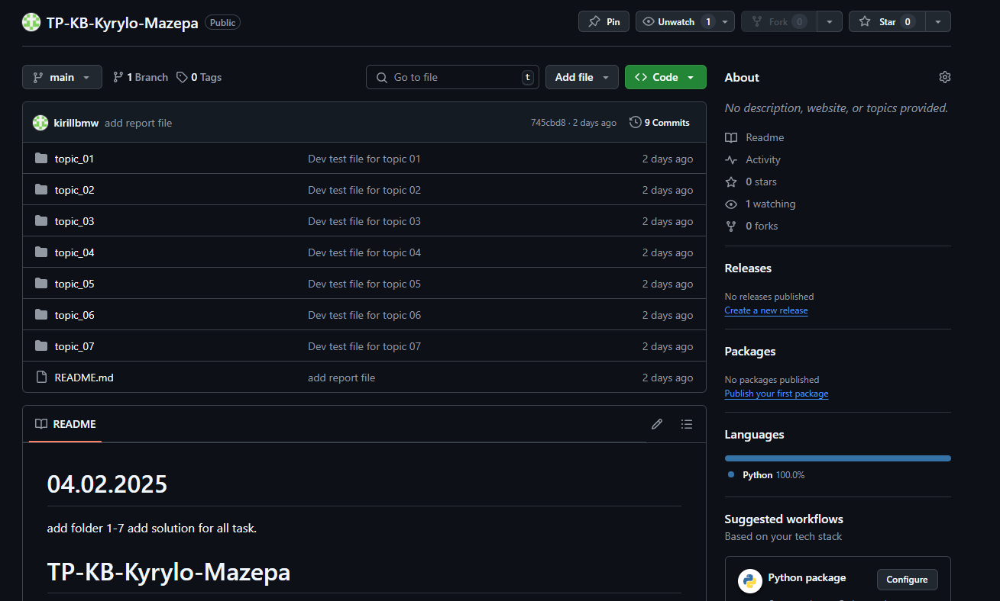 TP-KB-Kyrylo-Mazepa Public Pin Unwatch 1 Fork 0 Star 0
main 1 Branch 0 Tags Go to file t Add file Code
kirillbmw add report file 745cbd8 · 2 days ago 9 Commits
topic_01 Dev test file for topic 01 2 days ago
topic_02 Dev test file for topic 02 2 days ago
topic_03 Dev test file for topic 03 2 days ago
topic_04 Dev test file for topic 04 2 days ago
topic_05 Dev test file for topic 05 2 days ago
topic_06 Dev test file for topic 06 2 days ago
topic_07 Dev test file for topic 07 2 days ago
README.md add report file 2 days ago
README
04.02.2025
add folder 1-7 add solution for all task.
TP-KB-Kyrylo-Mazepa
About
No description, website, or topics provided.
Readme
Activity
0 stars
1 watching
0 forks
Releases
No releases published
Create a new release
Packages
No packages published
Publish your first package
Languages
Python 100.0%
Suggested workflows
Based on your tech stack
Python package Configure